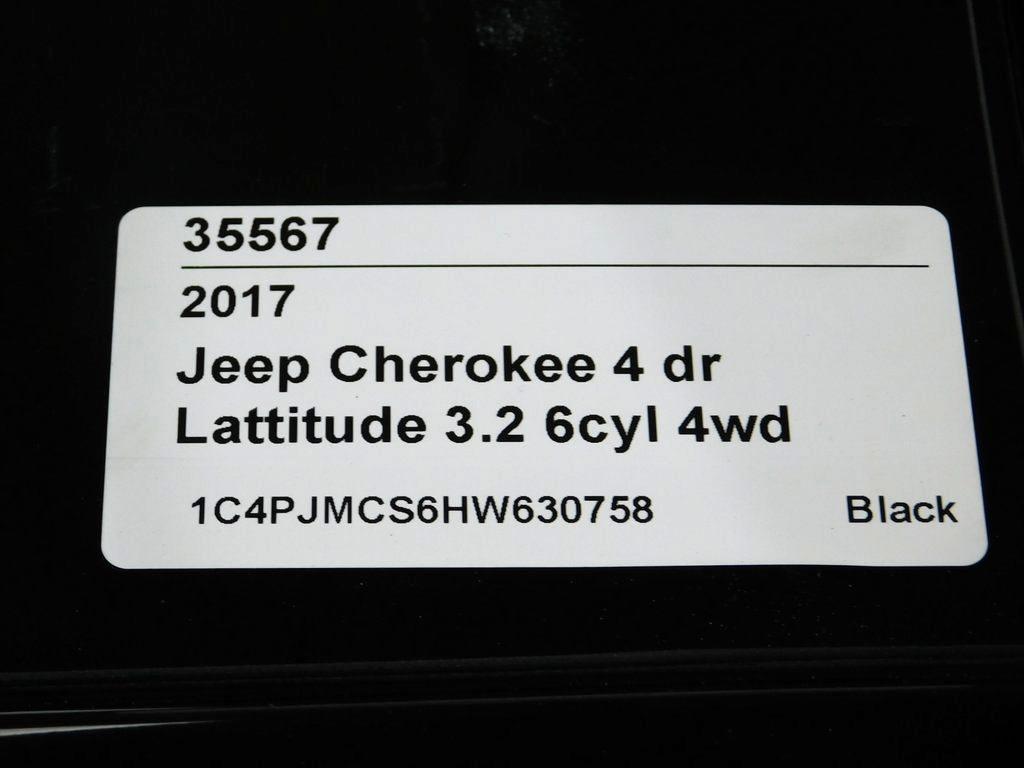 35567
2017
Jeep Cherokee 4 dr
Lattitude 3.2 6cyl 4wd
1C4PJMCS6HW630758 Black